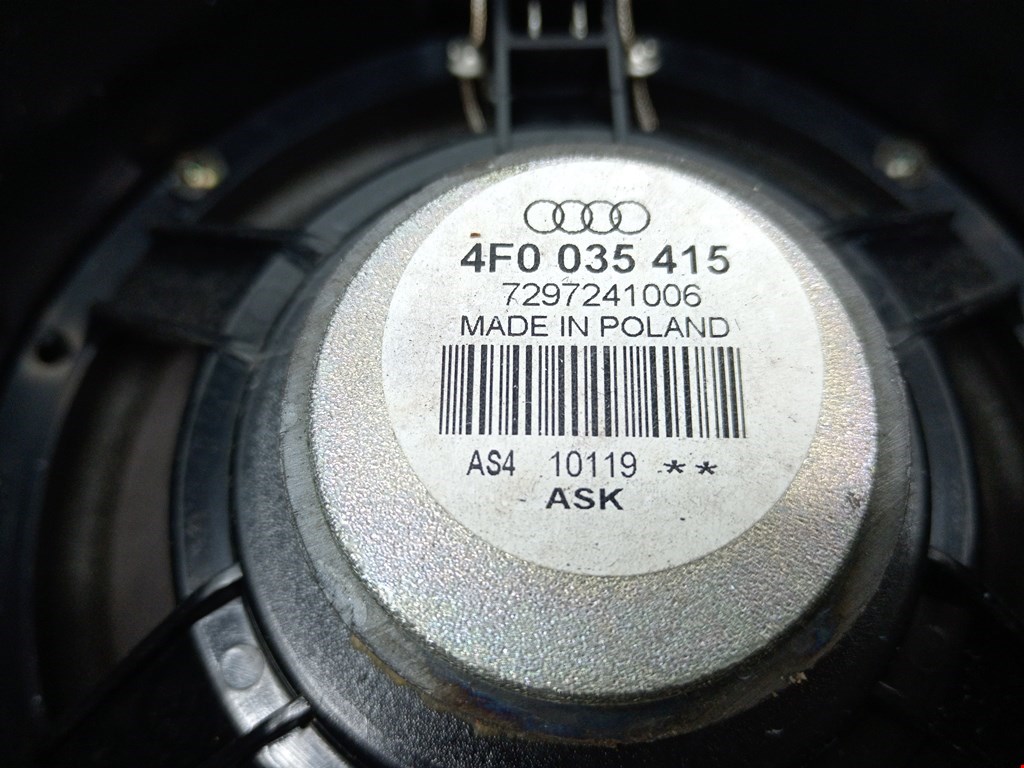 4F0 035 415
7297241006
MADE IN POLAND
AS4 10119 **
ASK